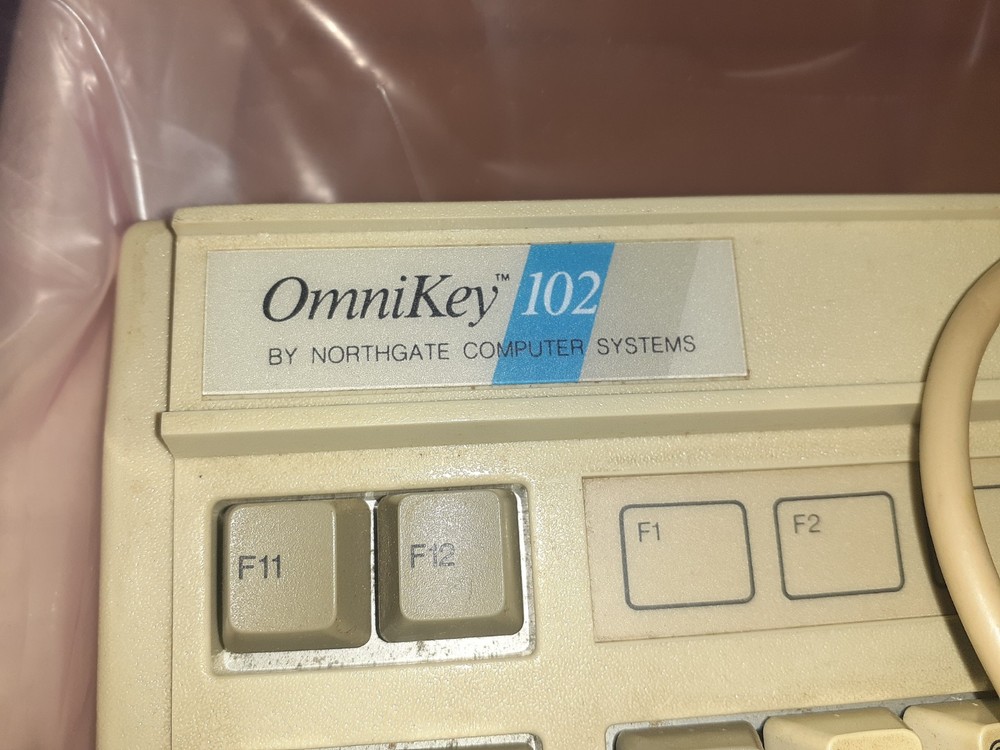 OmniKey™ 102
BY NORTHGATE COMPUTER SYSTEMS
F11 F12 F1 F2